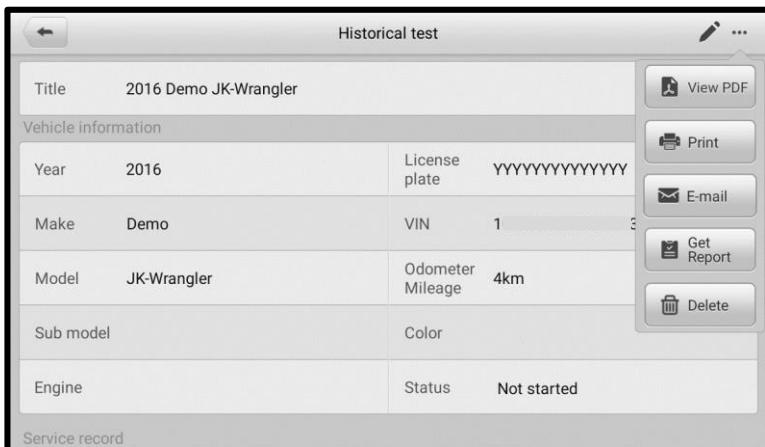 Historical test
Title 2016 Demo JK-Wrangler
Vehicle information
Year 2016
License plate YYYYYYYYYYYYYY
Make Demo
VIN 1
Model JK-Wrangler
Odometer Mileage 4km
Sub model
Color
Engine
Status Not started
Service record
View PDF
Print
E-mail
Get
Report
Delete